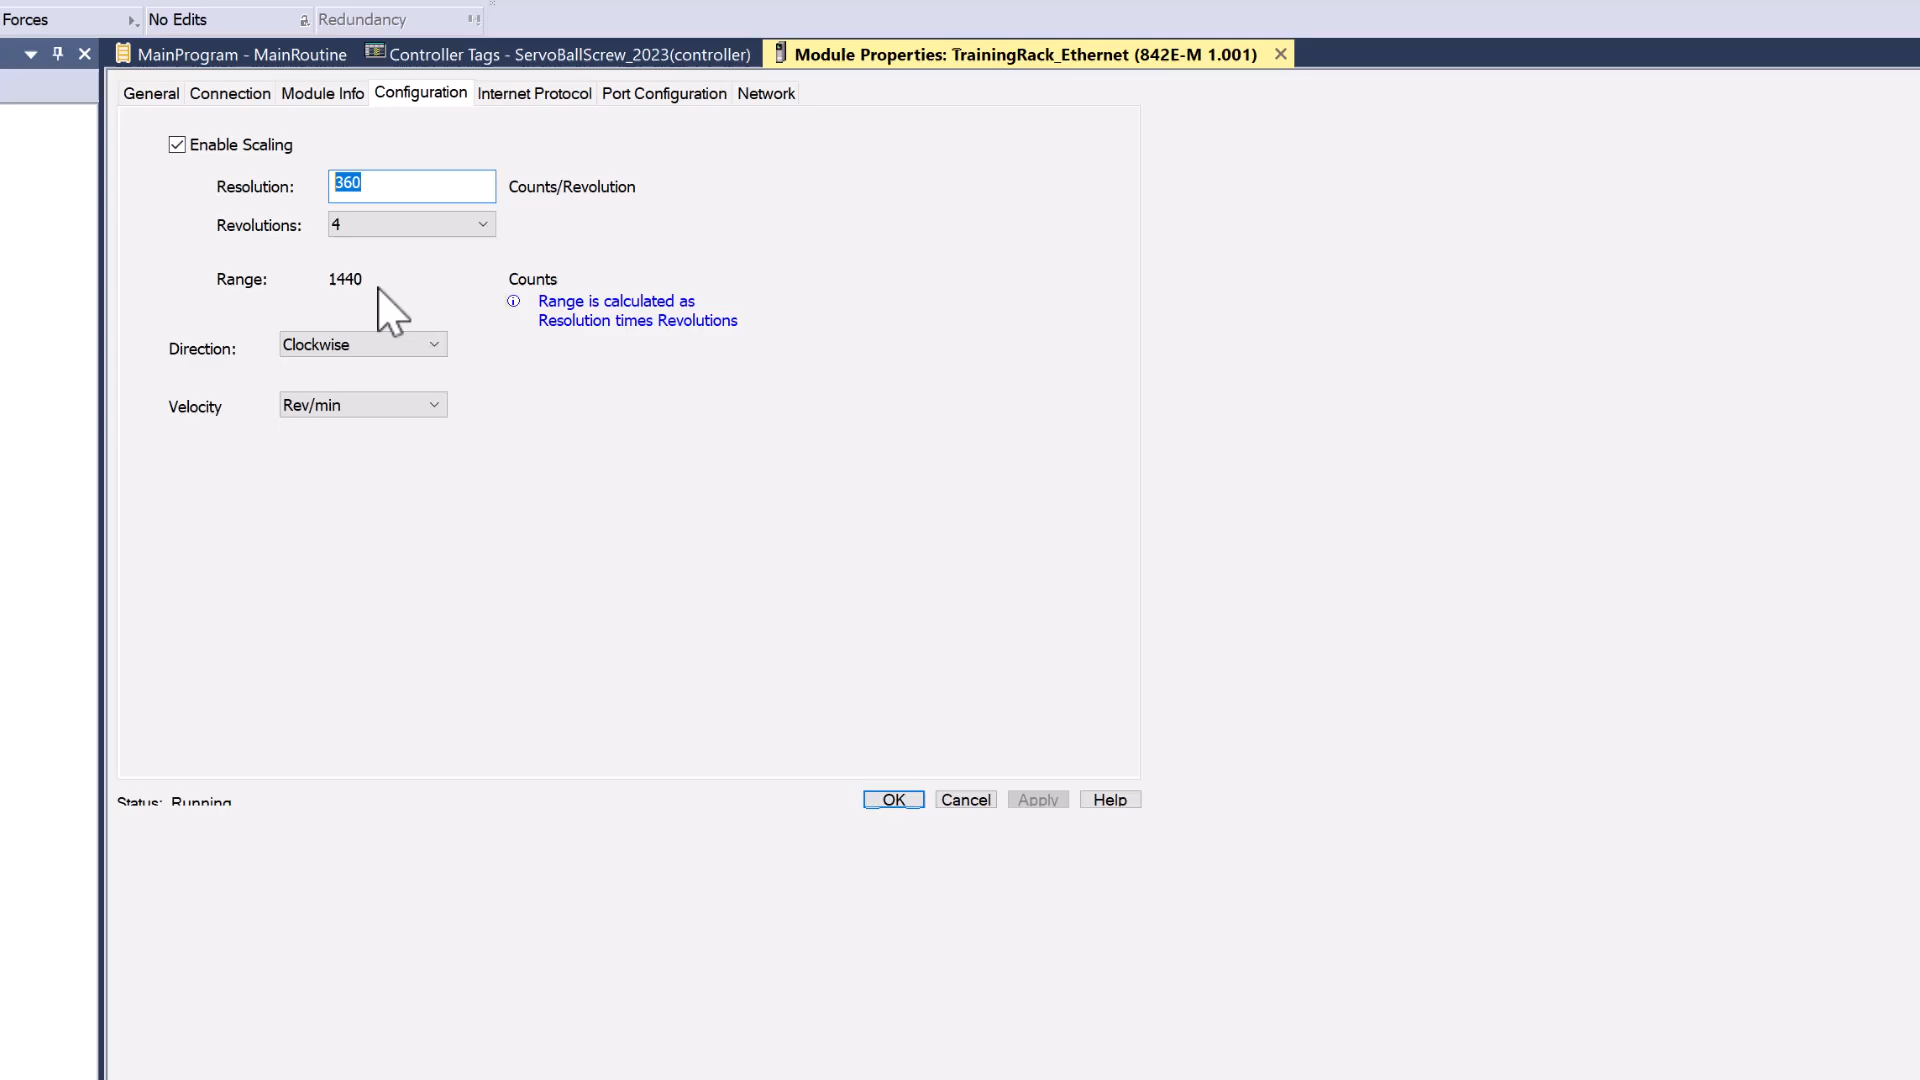 Forces No Edits Redundancy
MainProgram - MainRoutine Controller Tags - ServoBallScrew_2023(controller) Module Properties: TrainingRack_Ethernet (842E-M 1.001)
General Connection Module Info Configuration Internet Protocol Port Configuration Network
Enable Scaling
Resolution: 360 Counts/Revolution
Revolutions: 4
Range: 1440 Counts
Range is calculated as
Resolution times Revolutions
Direction: Clockwise
Velocity Rev/min
Status: Running OK Cancel Apply Help